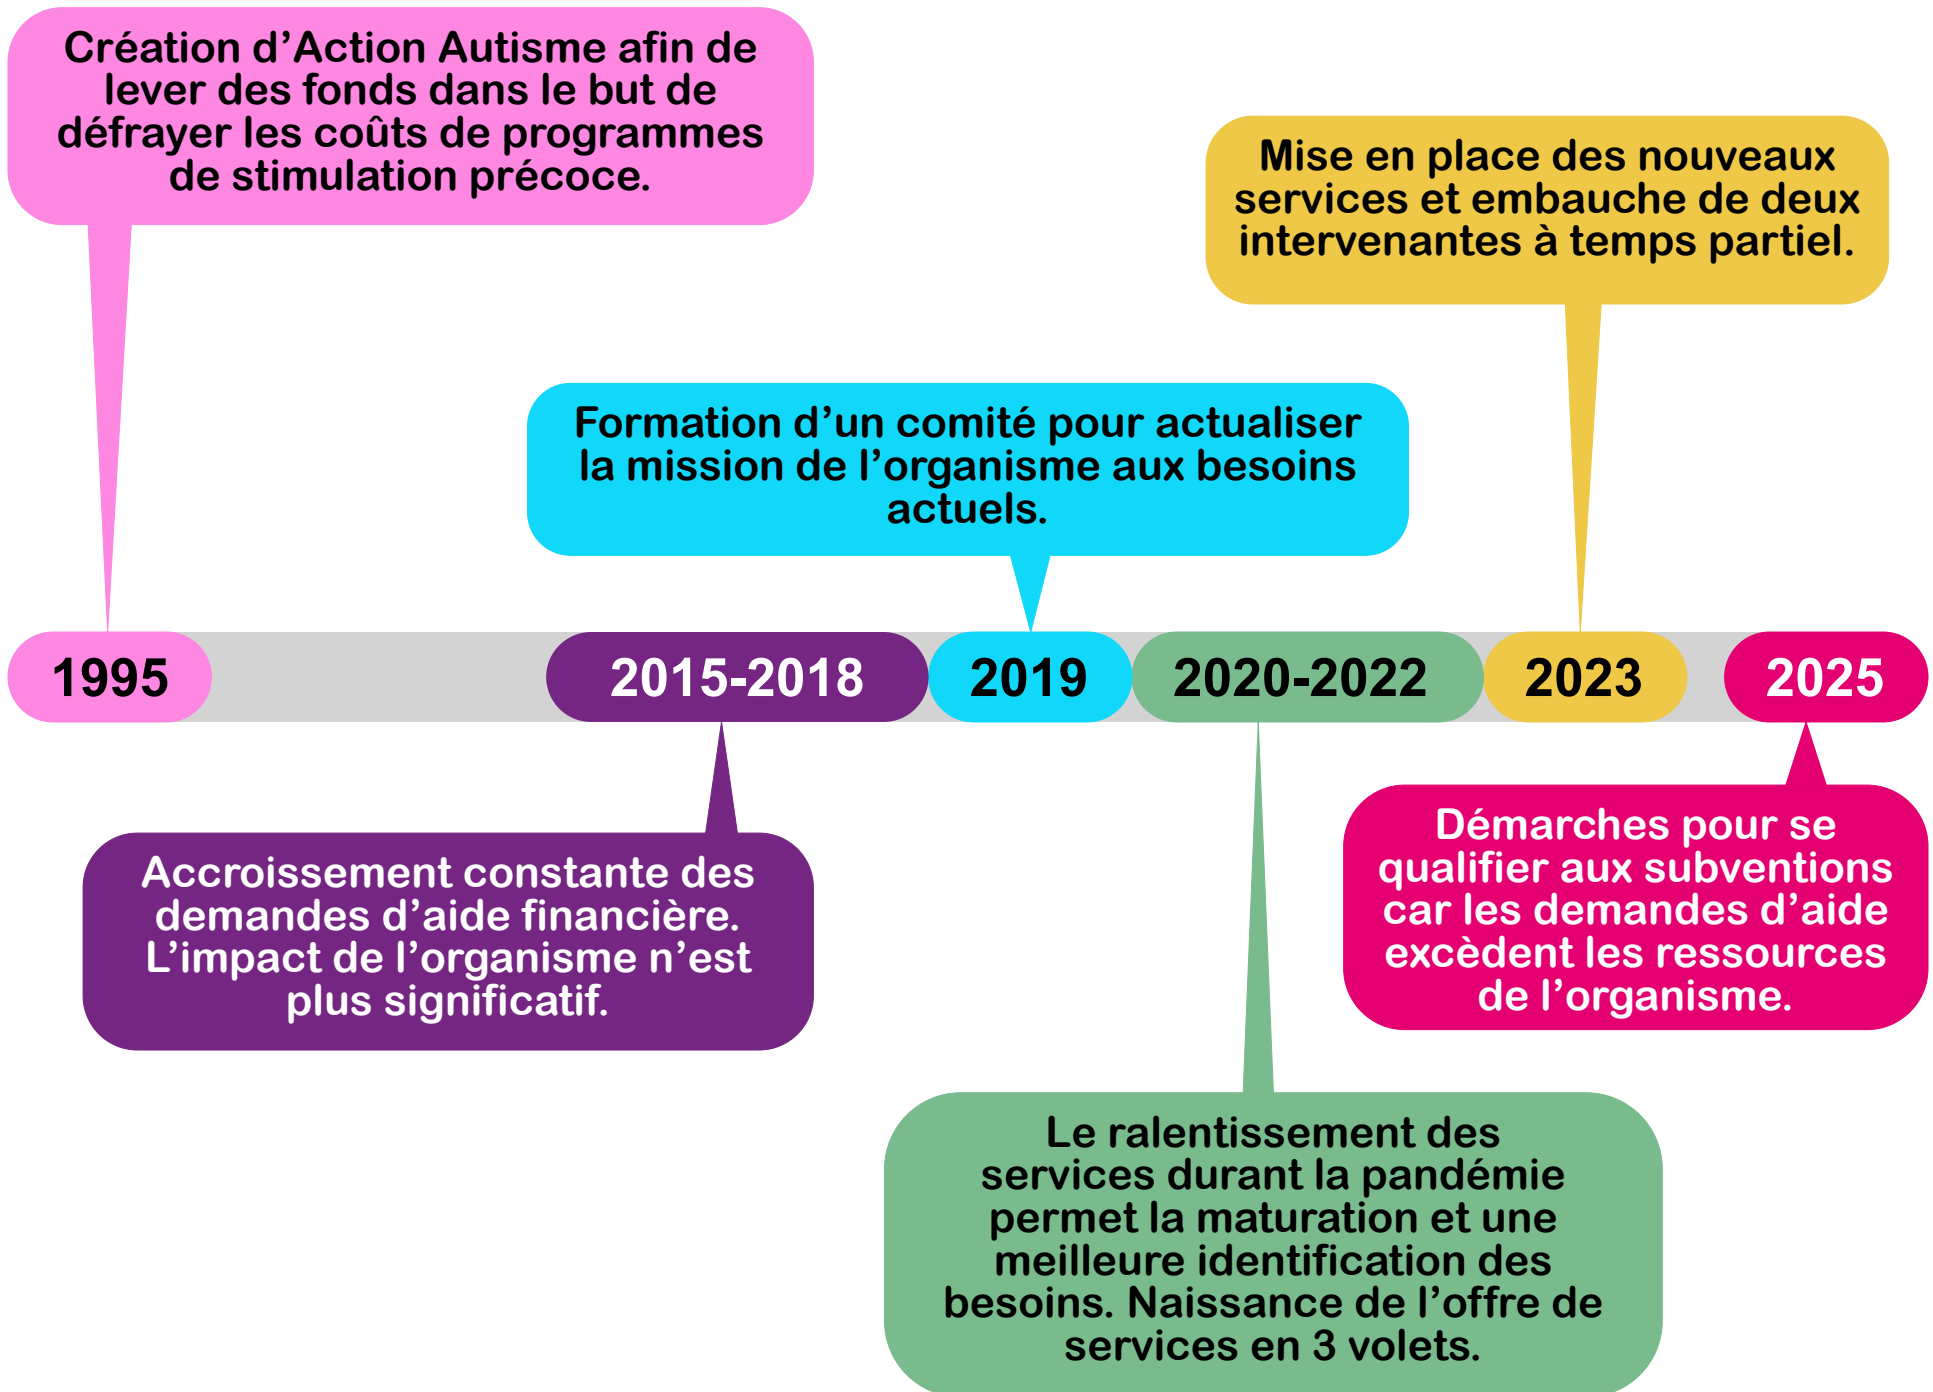 Création d’Action Autisme afin de
lever des fonds dans le but de
défrayer les coûts de programmes
de stimulation précoce.
Mise en place des nouveaux
services et embauche de deux
intervenantes à temps partiel.
Formation d’un comité pour actualiser
la mission de l’organisme aux besoins
actuels.
1995
2015-2018
2019
2020-2022
2023
2025
Accroissement constante des
demandes d’aide financière.
L’impact de l’organisme n’est
plus significatif.
Démarches pour se
qualifier aux subventions
car les demandes d’aide
excèdent les ressources
de l’organisme.
Le ralentissement des
services durant la pandémie
permet la maturation et une
meilleure identification des
besoins. Naissance de l’offre de
services en 3 volets.